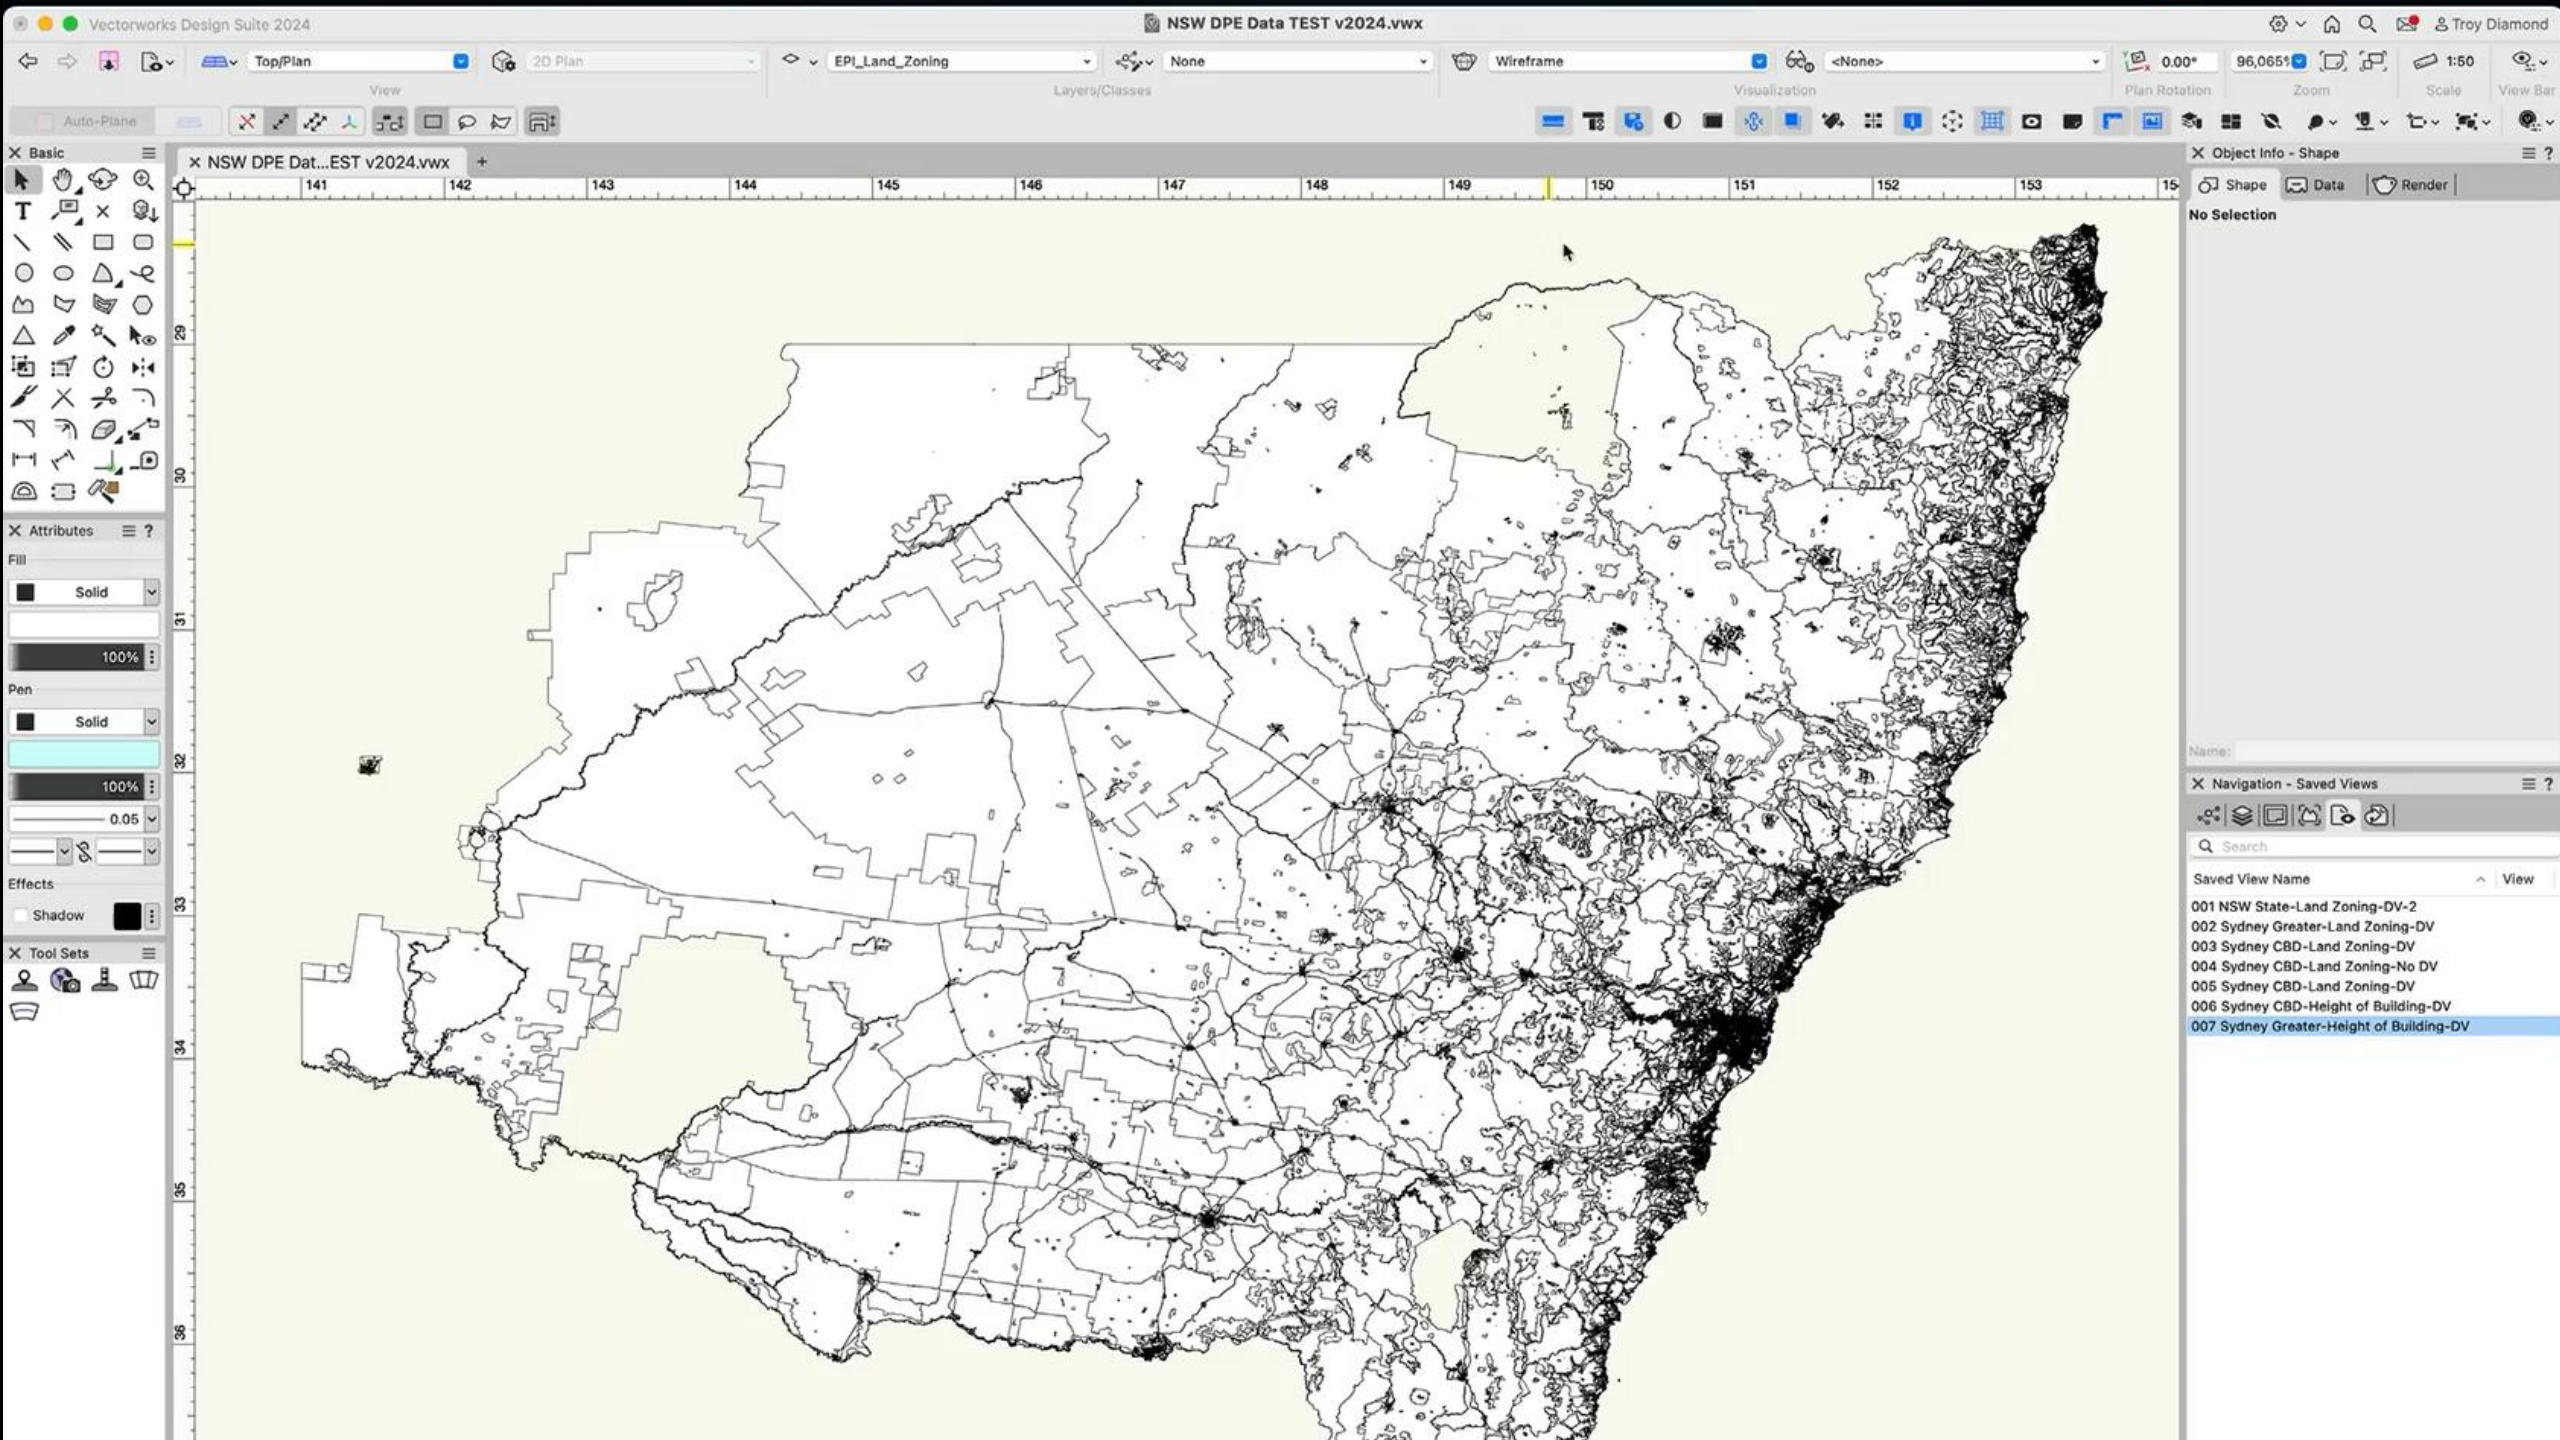 Vectorworks Design Suite 2024
NSW DPE Data TEST v2024.vwx
Troy Diamond
Top/Plan
2D Plan
EPI_Land_Zoning
None
Wireframe
<None>
0.00°
96,065%
1:50
View
Layers/Classes
Visualization
Plan Rotation
Zoom
Scale
View Bar
Auto-Plane
Basic
NSW DPE Dat...EST v2024.vwx
Object Info - Shape
?
141 142 143 144 145 146 147 148 149 150 151 152 153 15
Shape
Data
Render
No Selection
29
30
31
32
33
34
35
36
T
Attributes
?
Fill
Solid
100%
Pen
Solid
100%
0.05
Effects
Shadow
Tool Sets
Name:
Navigation - Saved Views
?
Search
Saved View Name
View
001 NSW State-Land Zoning-DV-2
002 Sydney Greater-Land Zoning-DV
003 Sydney CBD-Land Zoning-DV
004 Sydney CBD-Land Zoning-No DV
005 Sydney CBD-Land Zoning-DV
006 Sydney CBD-Height of Building-DV
007 Sydney Greater-Height of Building-DV